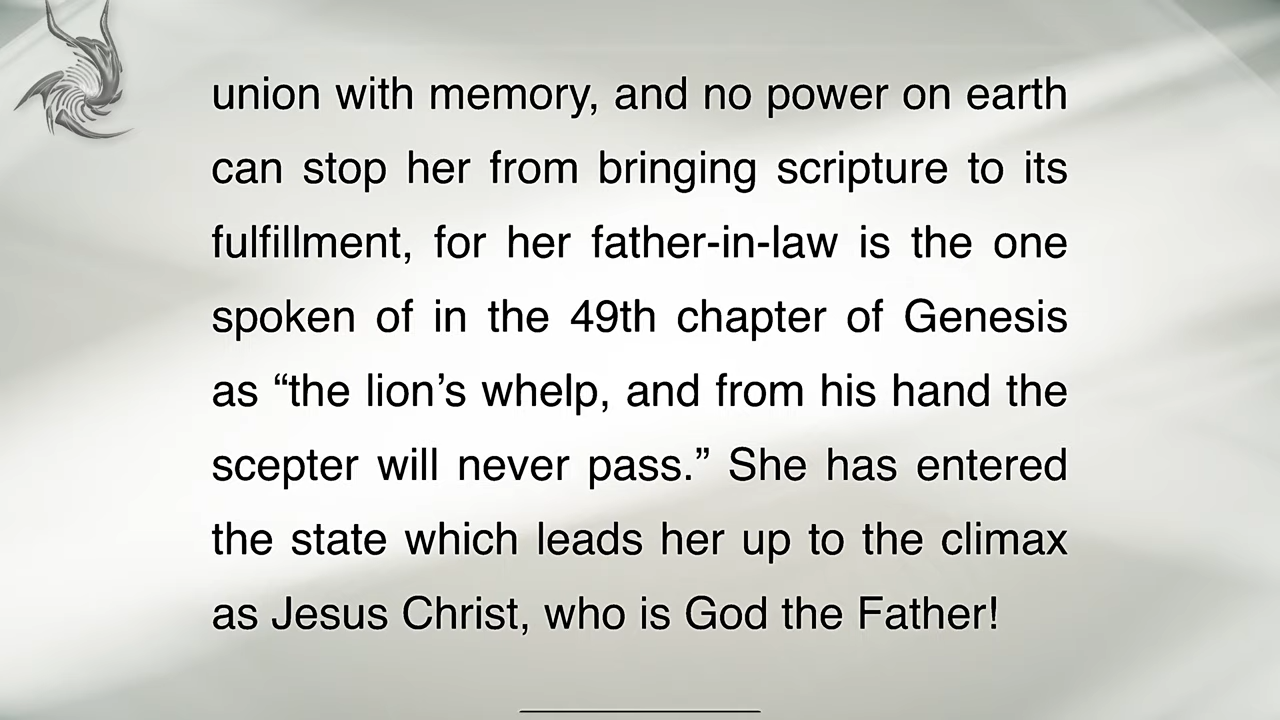 union with memory, and no power on earth
can stop her from bringing scripture to its
fulfillment, for her father-in-law is the one
spoken of in the 49th chapter of Genesis
as “the lion’s whelp, and from his hand the
scepter will never pass.” She has entered
the state which leads her up to the climax
as Jesus Christ, who is God the Father!